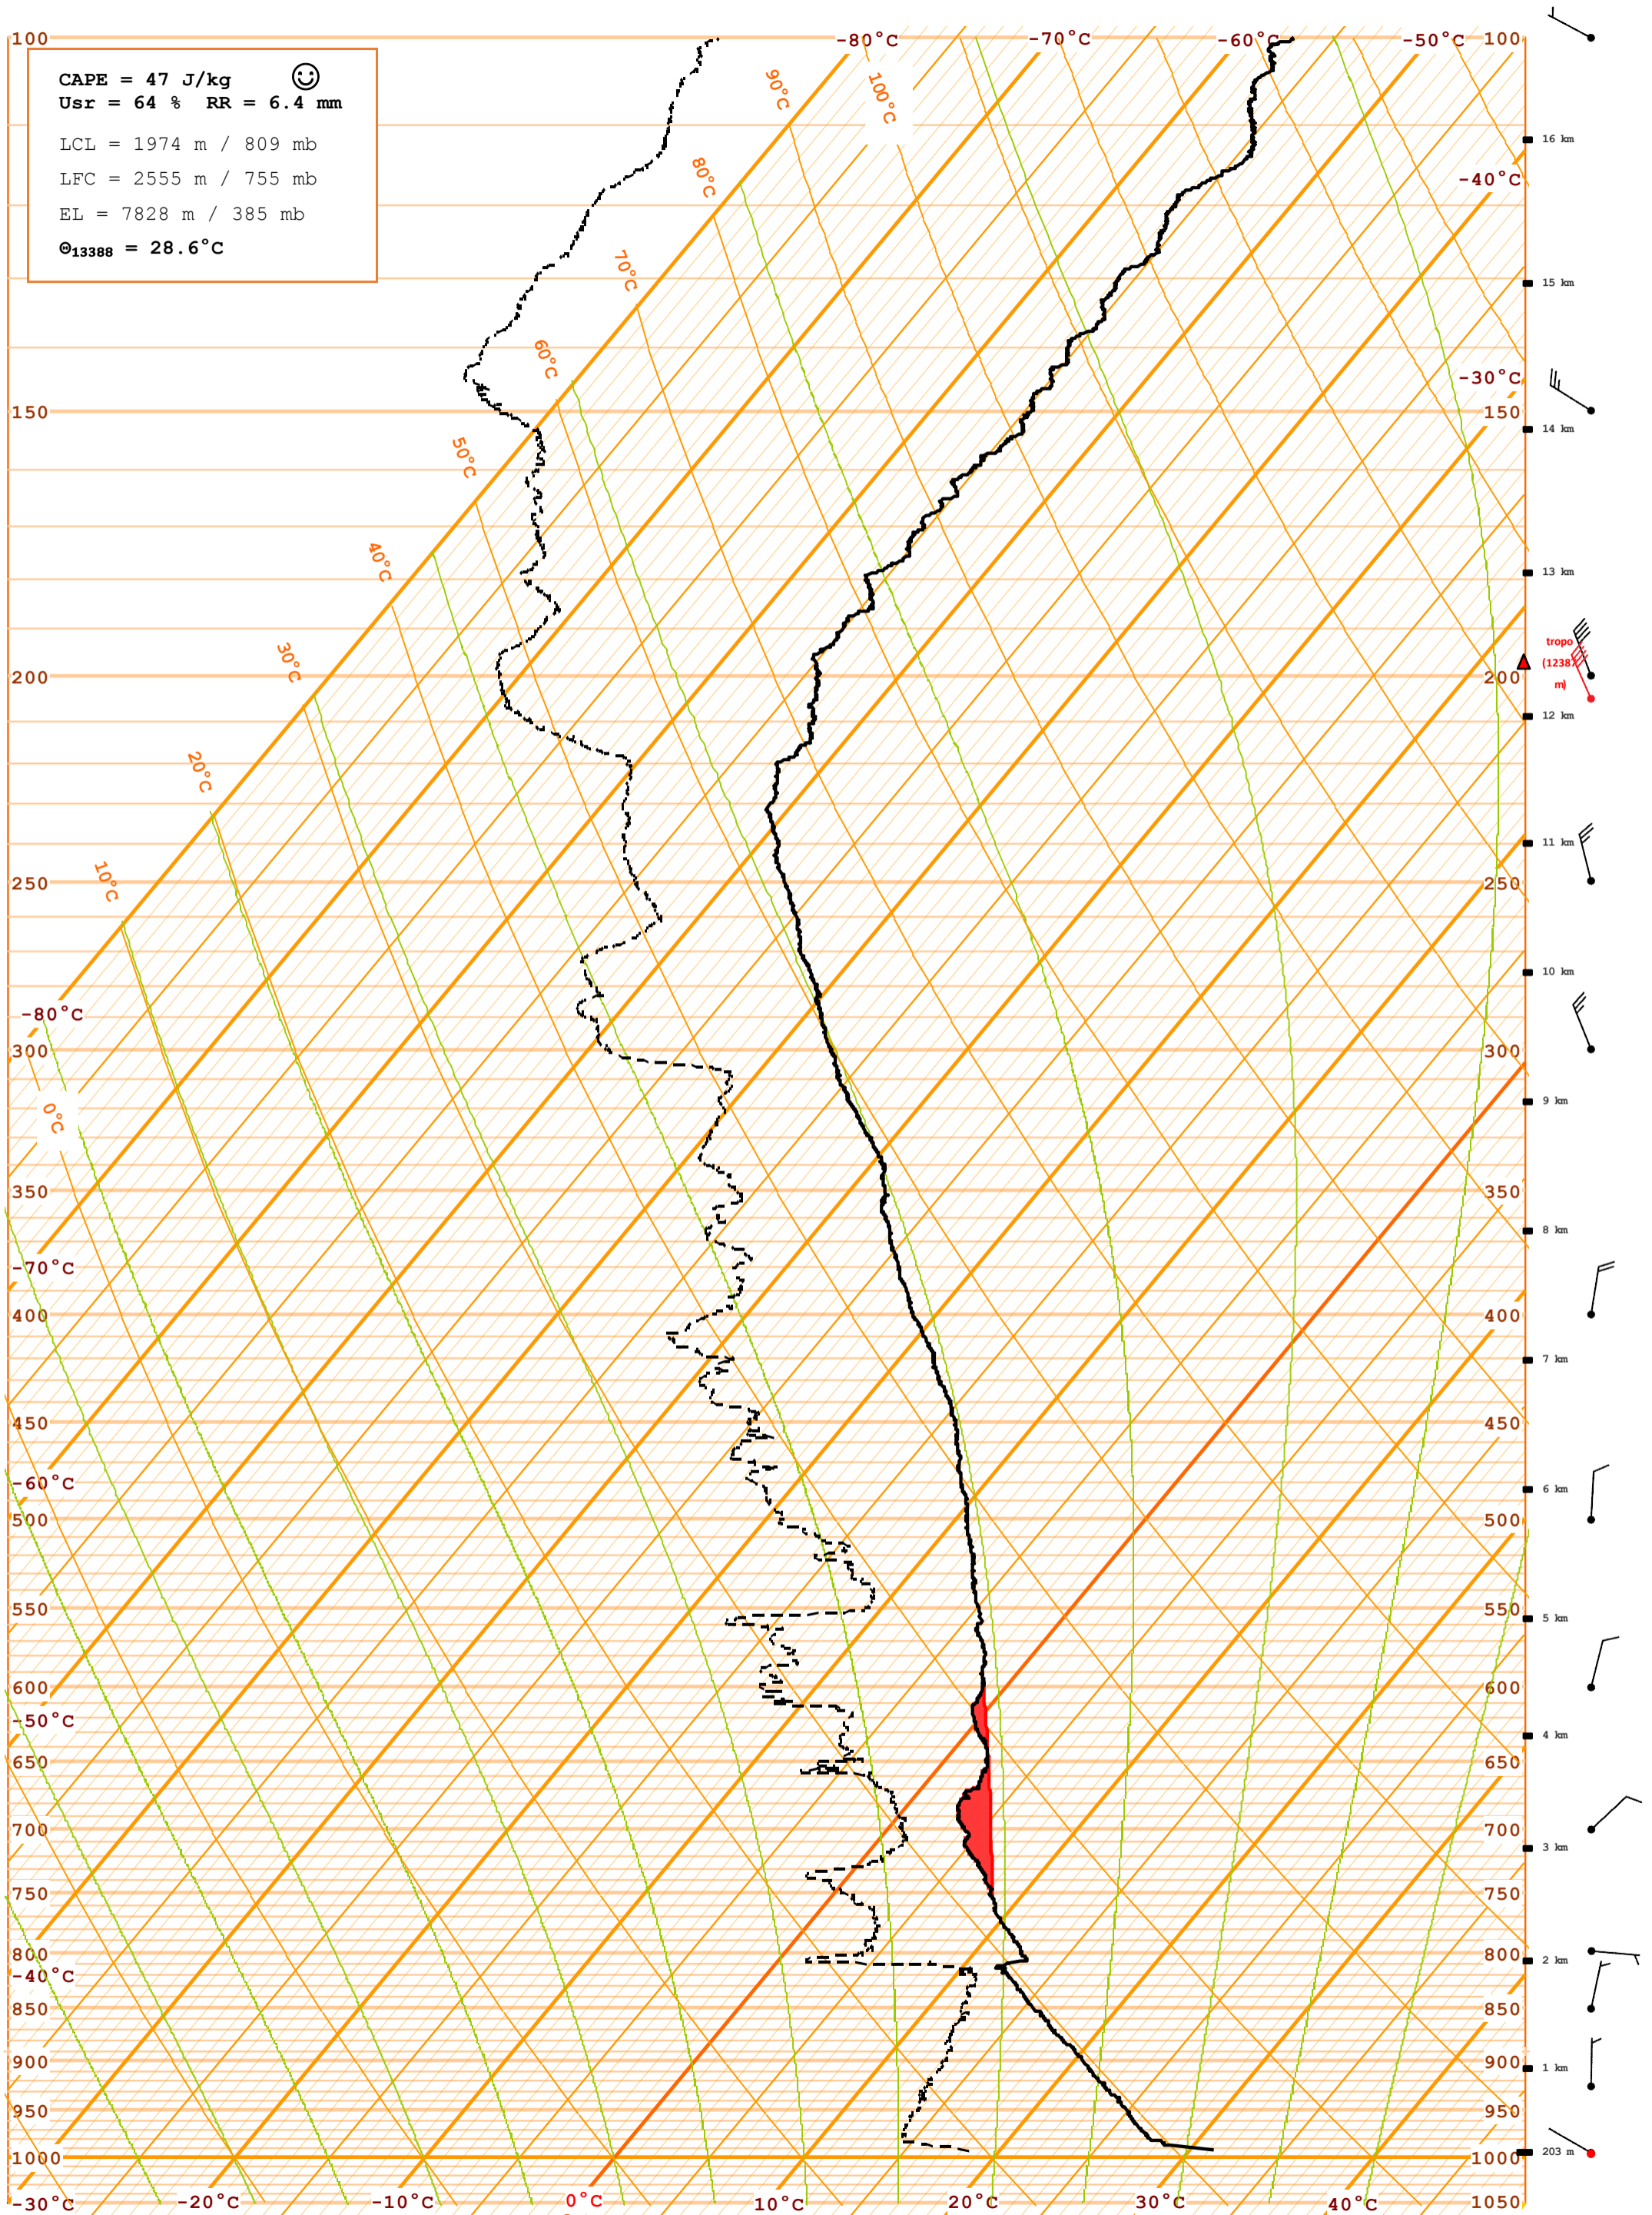 -80°C -70°C -60°C -50°C
100 100
CAPE = 47 J/kg ☺
Usr = 64 % RR = 6.4 mm
LCL = 1974 m / 809 mb
LFC = 2555 m / 755 mb
EL = 7828 m / 385 mb
Θ13388 = 28.6°C
90°C 100°C
16 km
80°C
-40°C
70°C
15 km
60°C
-30°C
150 150
14 km
50°C
40°C
13 km
30°C
tropo
(12387
m)
200 200
12 km
20°C
11 km
10°C
250 250
10 km
-80°C
300 300
9 km
0°C
350 350
8 km
-70°C
400 400
7 km
450 450
-60°C
6 km
500 500
550 550
5 km
600 600
-50°C
4 km
650 650
700 700
3 km
750 750
800 800
2 km
-40°C
850 850
900 900
1 km
950 950
203 m
1000 1000
-30°C -20°C -10°C 0°C 10°C 20°C 30°C 40°C 1050